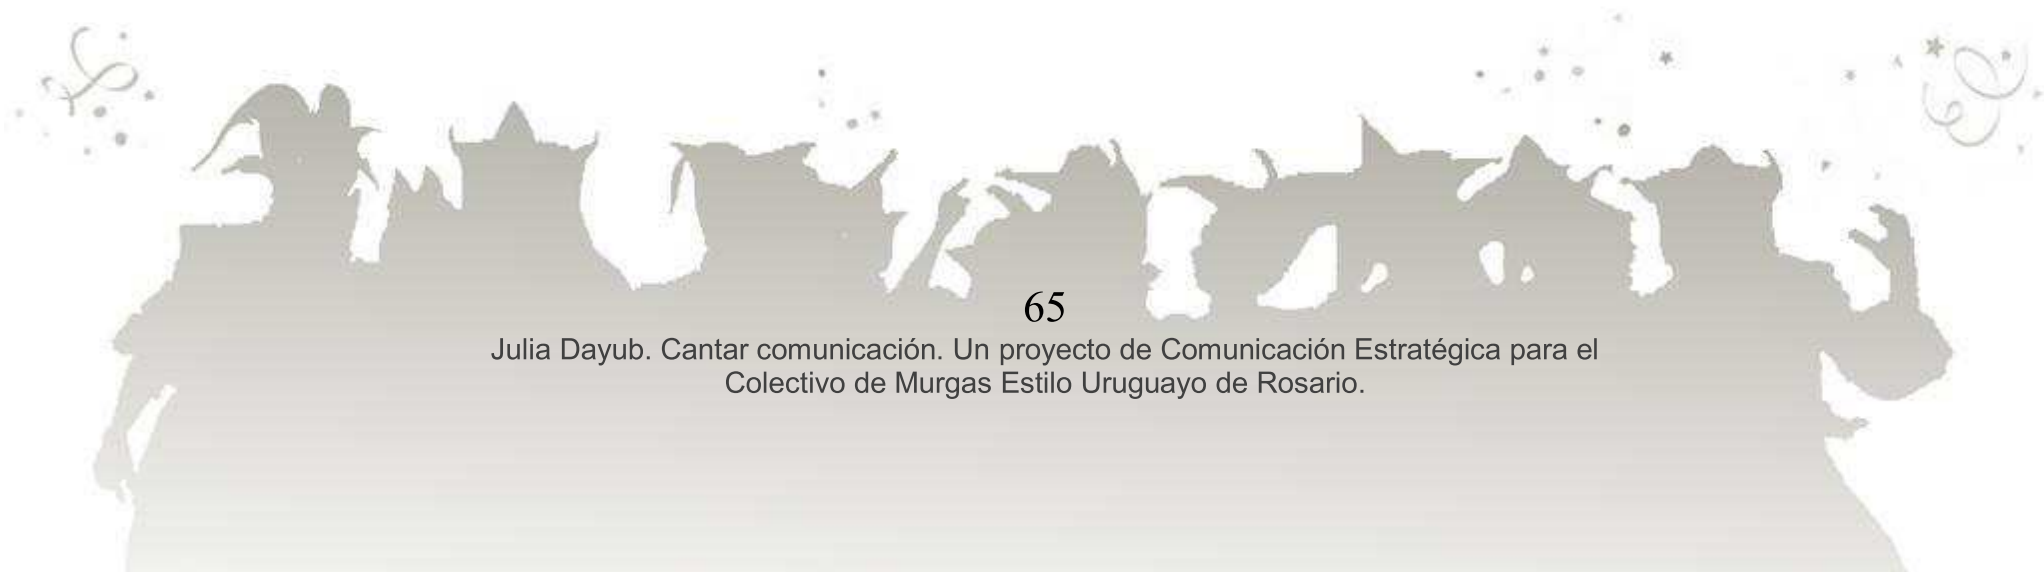 65
Julia Dayub. Cantar comunicación. Un proyecto de Comunicación Estratégica para el
Colectivo de Murgas Estilo Uruguayo de Rosario.